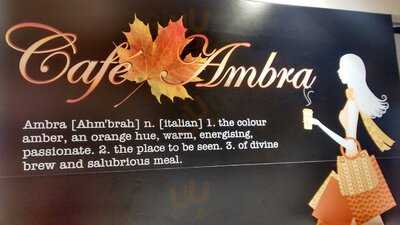 Café Ambra
Ambra [Ahm'brah] n. [italian] 1. the colour
amber, an orange hue, warm, energising,
passionate. 2. the place to be seen. 3. of divine
brew and salubrious meal.